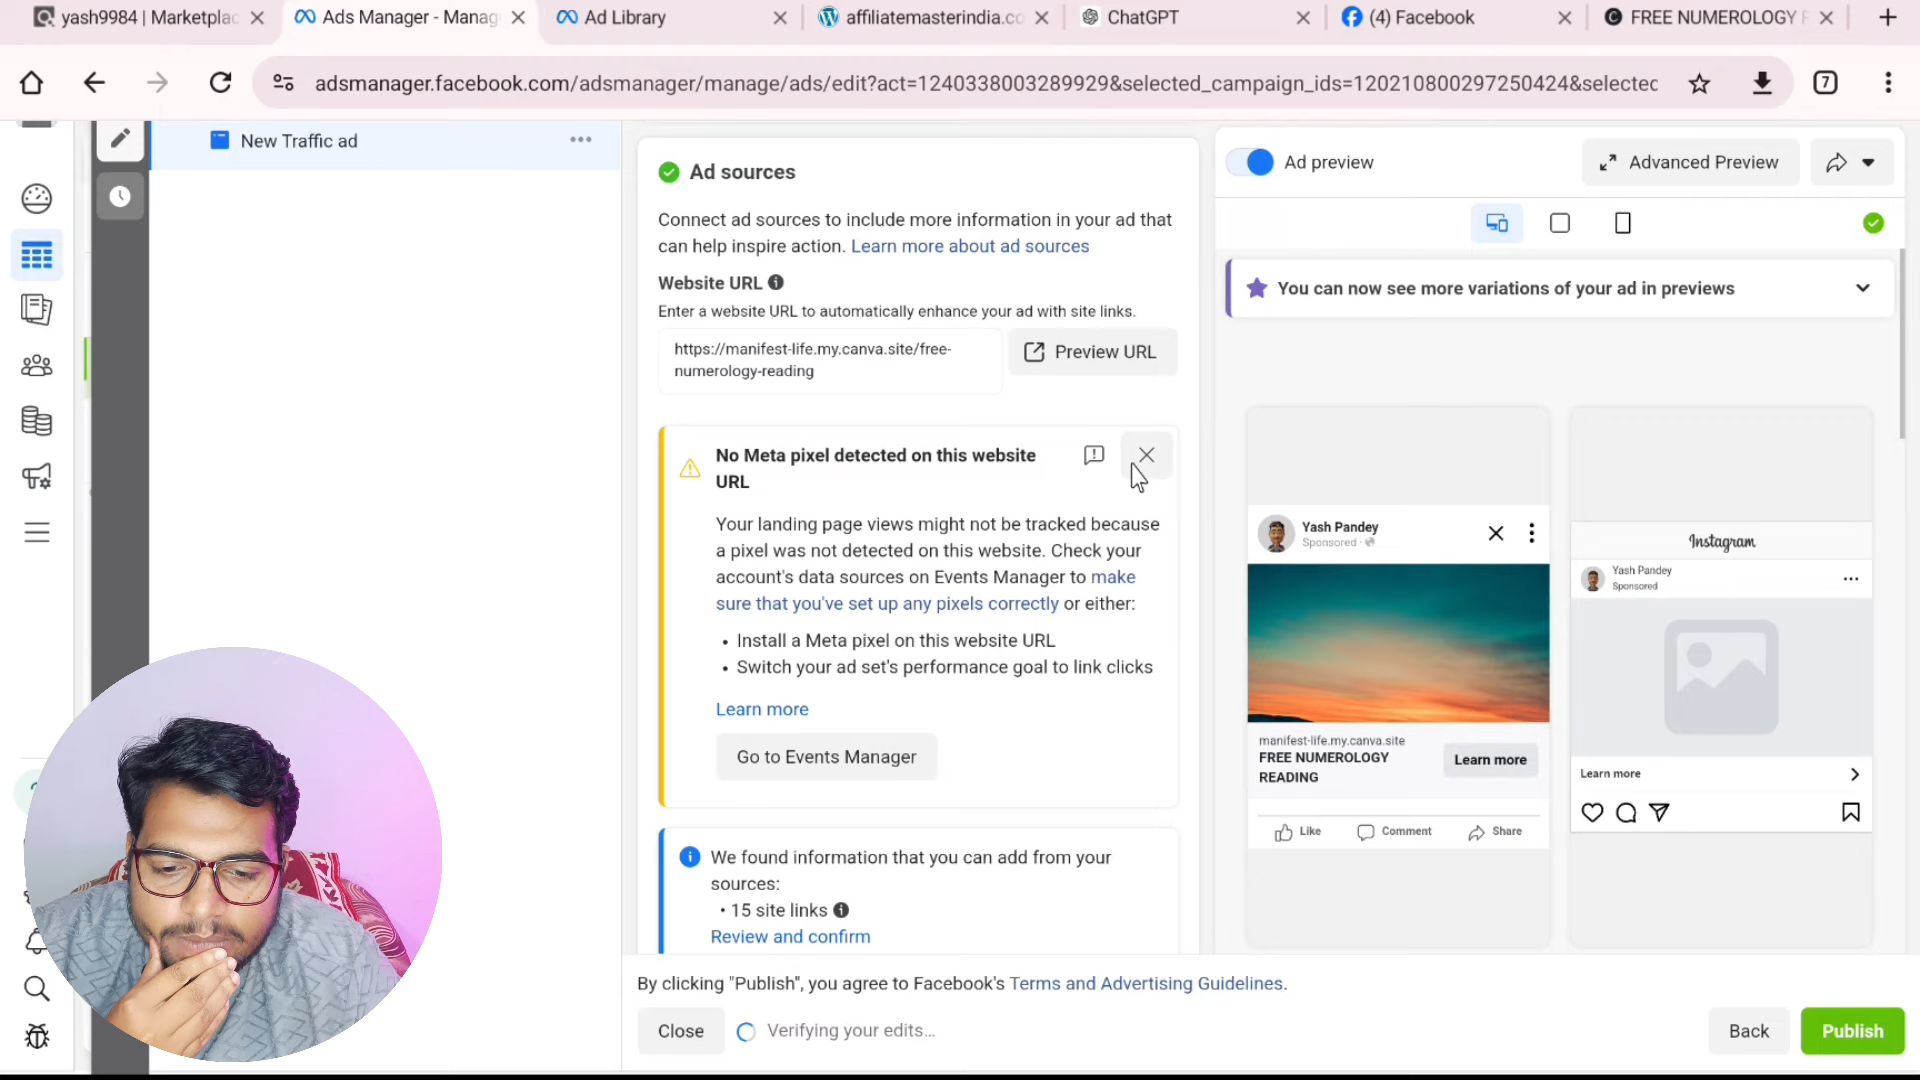 yash9984 | Marketplac
Ads Manager - Manag
Ad Library
affiliatemasterindia.co
ChatGPT
(4) Facebook
FREE NUMEROLOGY R
adsmanager.facebook.com/adsmanager/manage/ads/edit?act=1240338003289929&selected_campaign_ids=120210800297250424&selectec
7
New Traffic ad
Ad sources
Connect ad sources to include more information in your ad that
can help inspire action. Learn more about ad sources
Website URL
Enter a website URL to automatically enhance your ad with site links.
https://manifest-life.my.canva.site/free-
numerology-reading
Preview URL
No Meta pixel detected on this website
URL
Your landing page views might not be tracked because
a pixel was not detected on this website. Check your
account's data sources on Events Manager to make
sure that you've set up any pixels correctly or either:
• Install a Meta pixel on this website URL
• Switch your ad set's performance goal to link clicks
Learn more
Go to Events Manager
We found information that you can add from your
sources:
• 15 site links
Review and confirm
By clicking "Publish", you agree to Facebook's Terms and Advertising Guidelines.
Close
Verifying your edits...
Back
Publish
Ad preview
Advanced Preview
You can now see more variations of your ad in previews
Yash Pandey
Sponsored ·
manifest-life.my.canva.site
FREE NUMEROLOGY
READING
Learn more
Like
Comment
Share
Instagram
Yash Pandey
Sponsored
Learn more